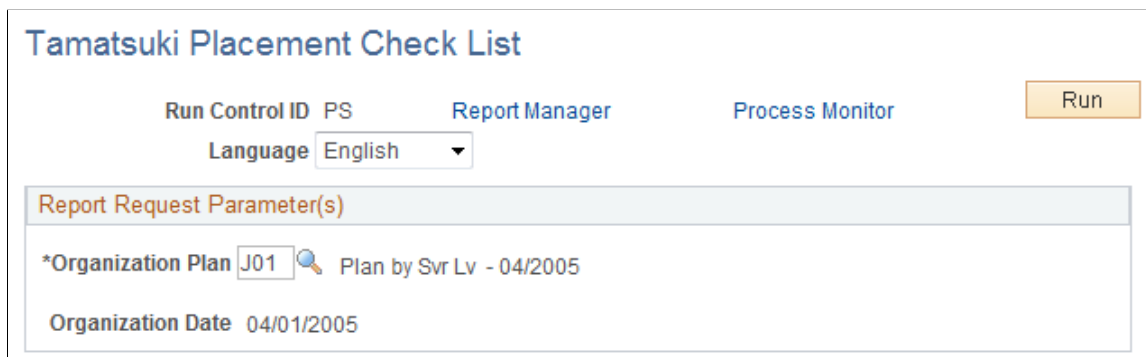 Tamatsuki Placement Check List
Run Control ID PS Report Manager Process Monitor Run
Language English
Report Request Parameter(s)
*Organization Plan J01 Plan by Svr Lv - 04/2005
Organization Date 04/01/2005